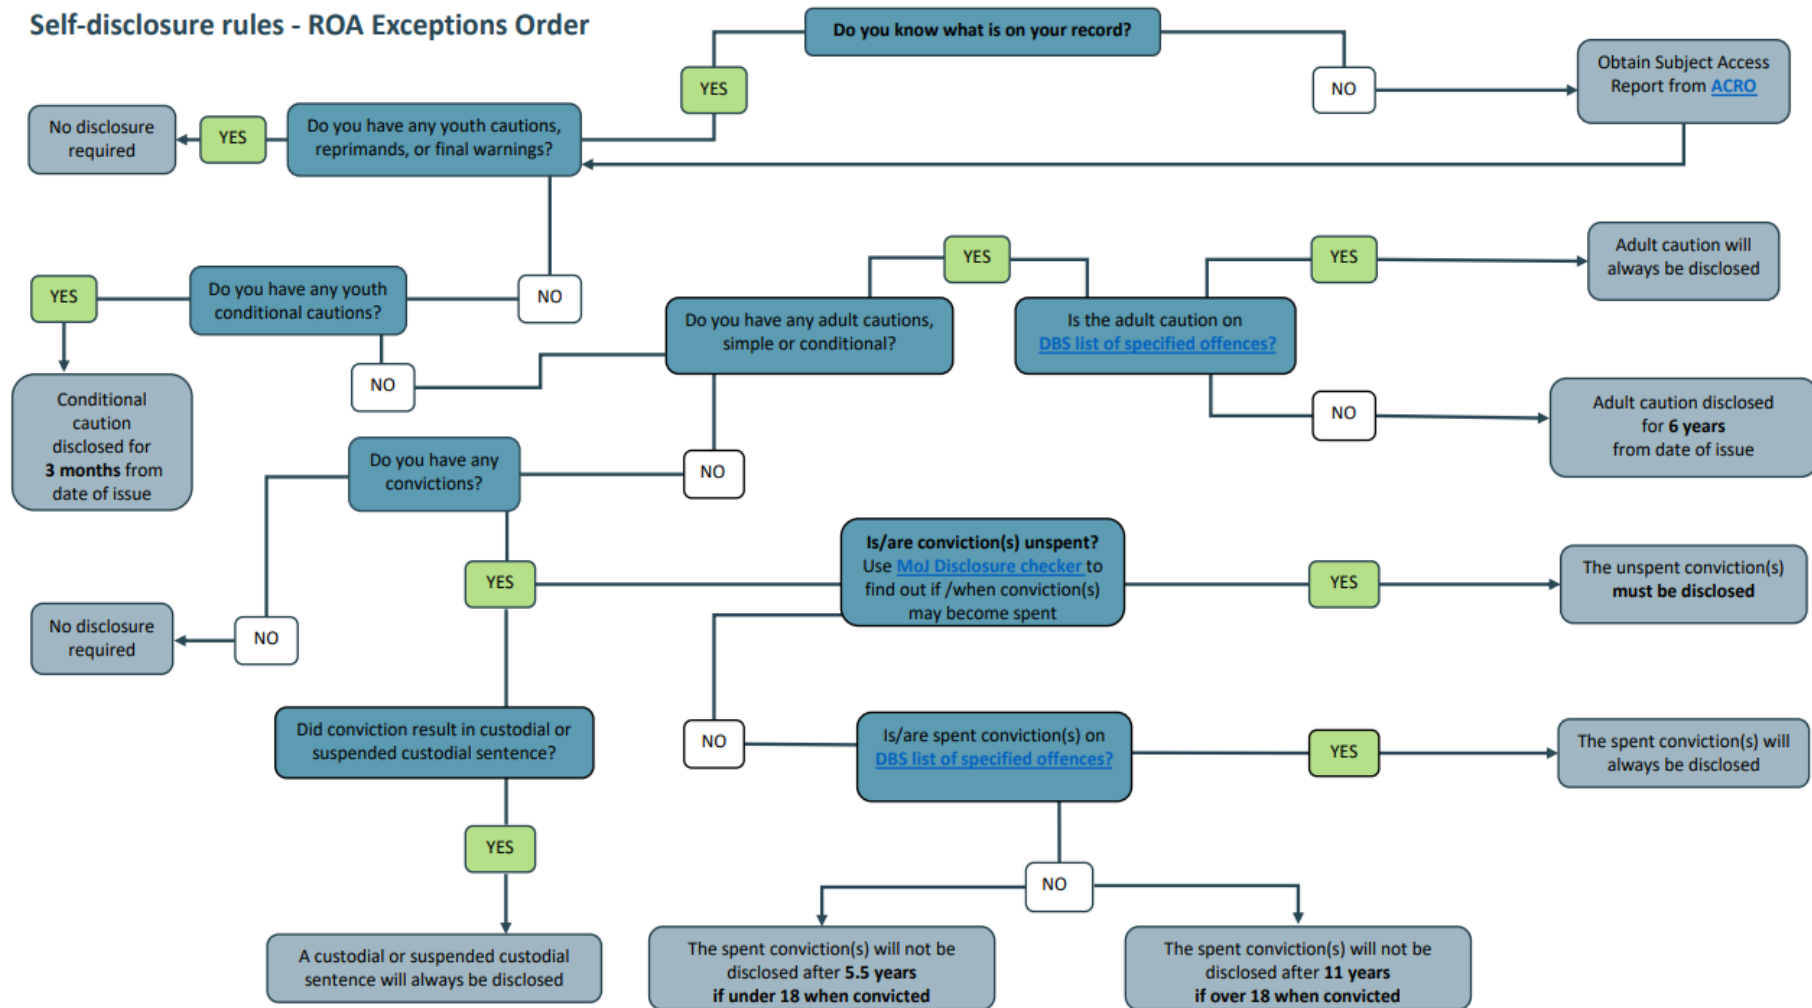 Self-disclosure rules - ROA Exceptions Order
Do you know what is on your record?
YES
NO
Obtain Subject Access
Report from ACRO
No disclosure
required
YES
Do you have any youth cautions,
reprimands, or final warnings?
YES
Do you have any youth
conditional cautions?
NO
Conditional
caution
disclosed for
3 months from
date of issue
NO
Do you have any adult cautions,
simple or conditional?
YES
Is the adult caution on
DBS list of specified offences?
YES
Adult caution will
always be disclosed
NO
Adult caution disclosed
for 6 years
from date of issue
NO
Do you have any
convictions?
NO
No disclosure
required
YES
Is/are conviction(s) unspent?
Use MoJ Disclosure checker to
find out if /when conviction(s)
may become spent
YES
The unspent conviction(s)
must be disclosed
Did conviction result in custodial or
suspended custodial sentence?
YES
A custodial or suspended custodial
sentence will always be disclosed
NO
Is/are spent conviction(s) on
DBS list of specified offences?
YES
The spent conviction(s) will
always be disclosed
NO
The spent conviction(s) will not be
disclosed after 5.5 years
if under 18 when convicted
The spent conviction(s) will not be
disclosed after 11 years
if over 18 when convicted